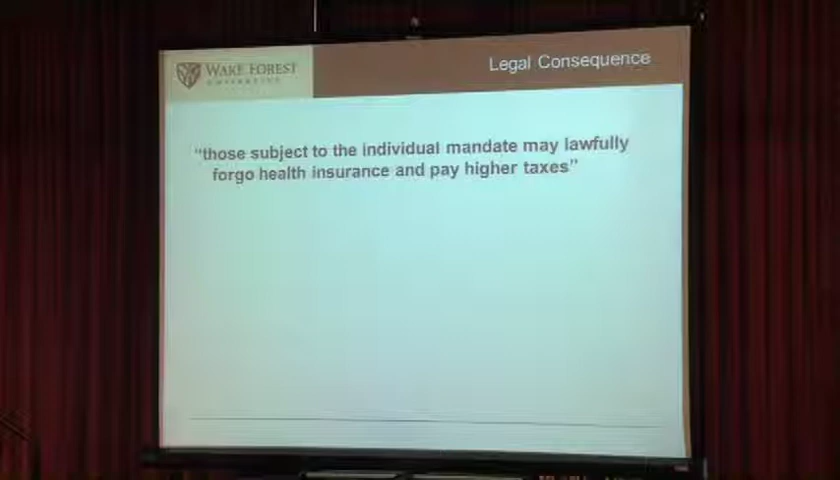 WAKE FOREST
UNIVERSITY
Legal Consequence
“those subject to the individual mandate may lawfully
forgo health insurance and pay higher taxes”